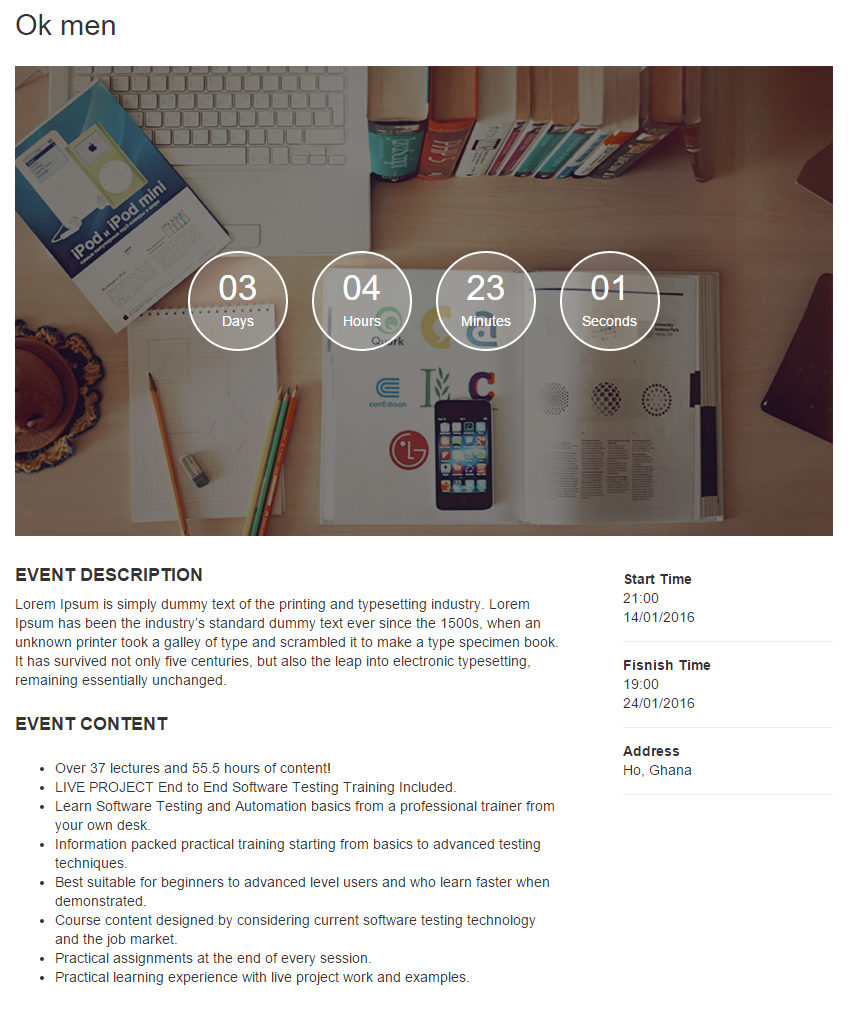 Ok men
iPod и iPod mini
03
Days
04
Hours
23
Minutes
01
Seconds
Quark
conEdison
LG
EVENT DESCRIPTION
Lorem Ipsum is simply dummy text of the printing and typesetting industry. Lorem
Ipsum has been the industry’s standard dummy text ever since the 1500s, when an
unknown printer took a galley of type and scrambled it to make a type specimen book.
It has survived not only five centuries, but also the leap into electronic typesetting,
remaining essentially unchanged.
EVENT CONTENT
Over 37 lectures and 55.5 hours of content!
LIVE PROJECT End to End Software Testing Training Included.
Learn Software Testing and Automation basics from a professional trainer from
your own desk.
Information packed practical training starting from basics to advanced testing
techniques.
Best suitable for beginners to advanced level users and who learn faster when
demonstrated.
Course content designed by considering current software testing technology
and the job market.
Practical assignments at the end of every session.
Practical learning experience with live project work and examples.
Start Time
21:00
14/01/2016
Fisnish Time
19:00
24/01/2016
Address
Ho, Ghana